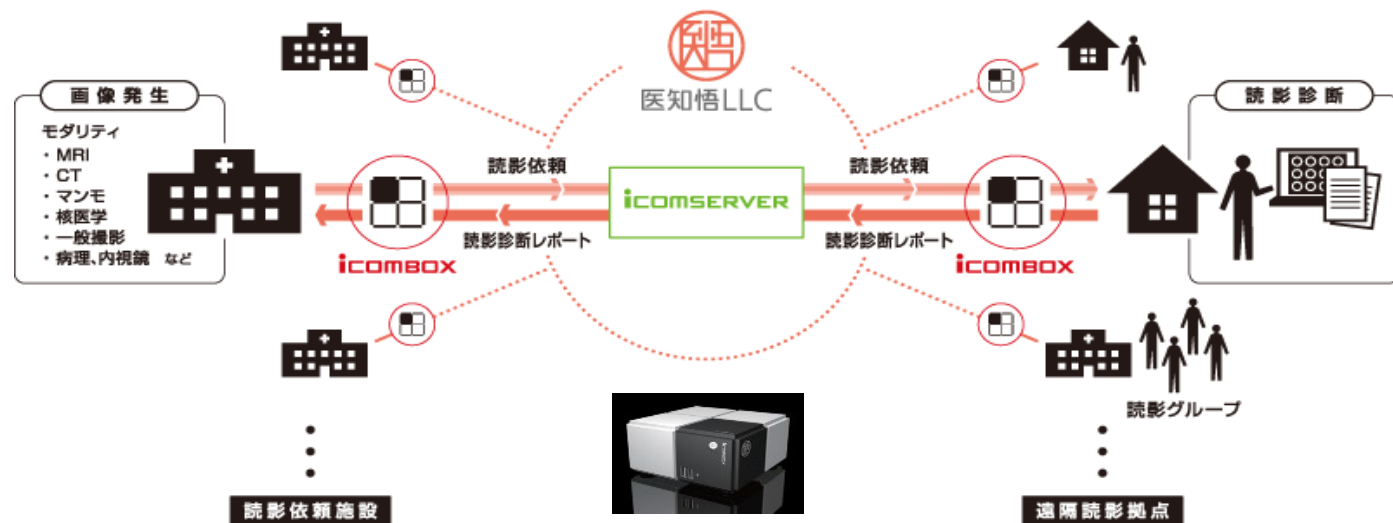 医知悟LLC
画像発生
モダリティ
・MRI
・CT
・マンモ
・核医学
・一般撮影
・病理、内視鏡 など
icomBOX
読影依頼
読影診断レポート
icomSERVER
読影依頼
読影診断レポート
icomBOX
読影診断
読影グループ
読影依頼施設
遠隔読影拠点